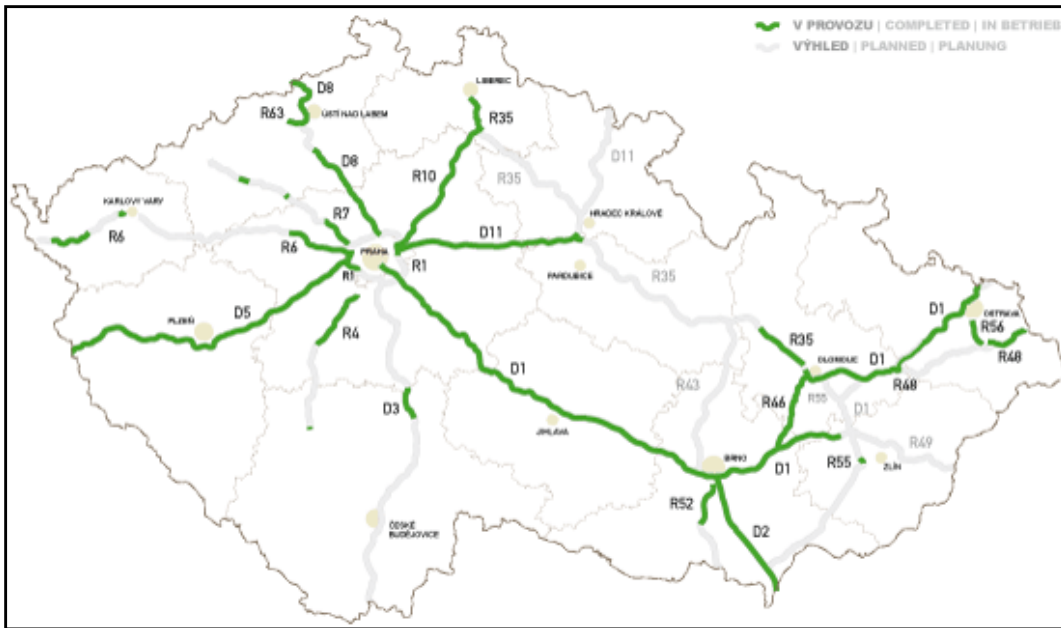 V PROVOZU | COMPLETED | IN BETRIEB
VÝHLED | PLANNED | PLANUNG
LIBEREC
D8
R63
ÚSTÍ NAD LABEM
R35
D8
R10
R35
D11
KARLOVY VARY
R6
R7
HRADEC KRÁLOVÉ
R6
PRAHA
D11
R1
R1
PARDUBICE
R35
D5
PLZEŇ
R4
D1
OSTRAVA
R56
R35
OLOMOUC
D1
R48
D1
R43
R48
R55
D3
R46
D1
JIHLAVA
R49
BRNO
D1
R55
ZLÍN
R52
ČESKÉ
BUDĚJOVICE
D2